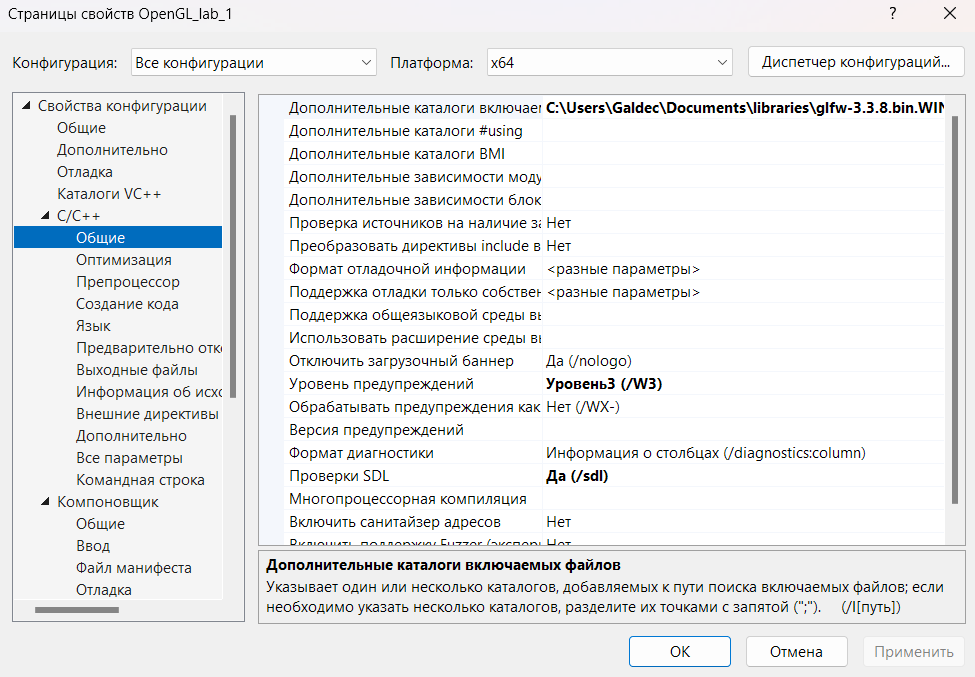 Страницы свойств OpenGL_lab_1
Конфигурация: Все конфигурации Платформа: x64 Диспетчер конфигураций...
Свойства конфигурации
Общие
Дополнительно
Отладка
Каталоги VC++
C/C++
Общие
Оптимизация
Препроцессор
Создание кода
Язык
Предварительно отк
Выходные файлы
Информация об исхо
Внешние директивы
Дополнительно
Все параметры
Командная строка
Компоновщик
Общие
Ввод
Файл манифеста
Отладка
Дополнительные каталоги включаем C:\Users\Galdec\Documents\libraries\glfw-3.3.8.bin.WIN
Дополнительные каталоги #using
Дополнительные каталоги BMI
Дополнительные зависимости моду
Дополнительные зависимости блок
Проверка источников на наличие за Нет
Преобразовать директивы include в Нет
Формат отладочной информации <разные параметры>
Поддержка отладки только собствен <разные параметры>
Поддержка общеязыковой среды вы
Использовать расширение среды вы
Отключить загрузочный баннер Да (/nologo)
Уровень предупреждений Уровень3 (/W3)
Обрабатывать предупреждения как Нет (/WX-)
Версия предупреждений
Формат диагностики Информация о столбцах (/diagnostics:column)
Проверки SDL Да (/sdl)
Многопроцессорная компиляция
Включить санитайзер адресов Нет
Включить поддержку Fuzzer (экспер Нет
Дополнительные каталоги включаемых файлов
Указывает один или несколько каталогов, добавляемых к пути поиска включаемых файлов; если
необходимо указать несколько каталогов, разделите их точками с запятой (";"). (/I[путь])
ОК Отмена Применить